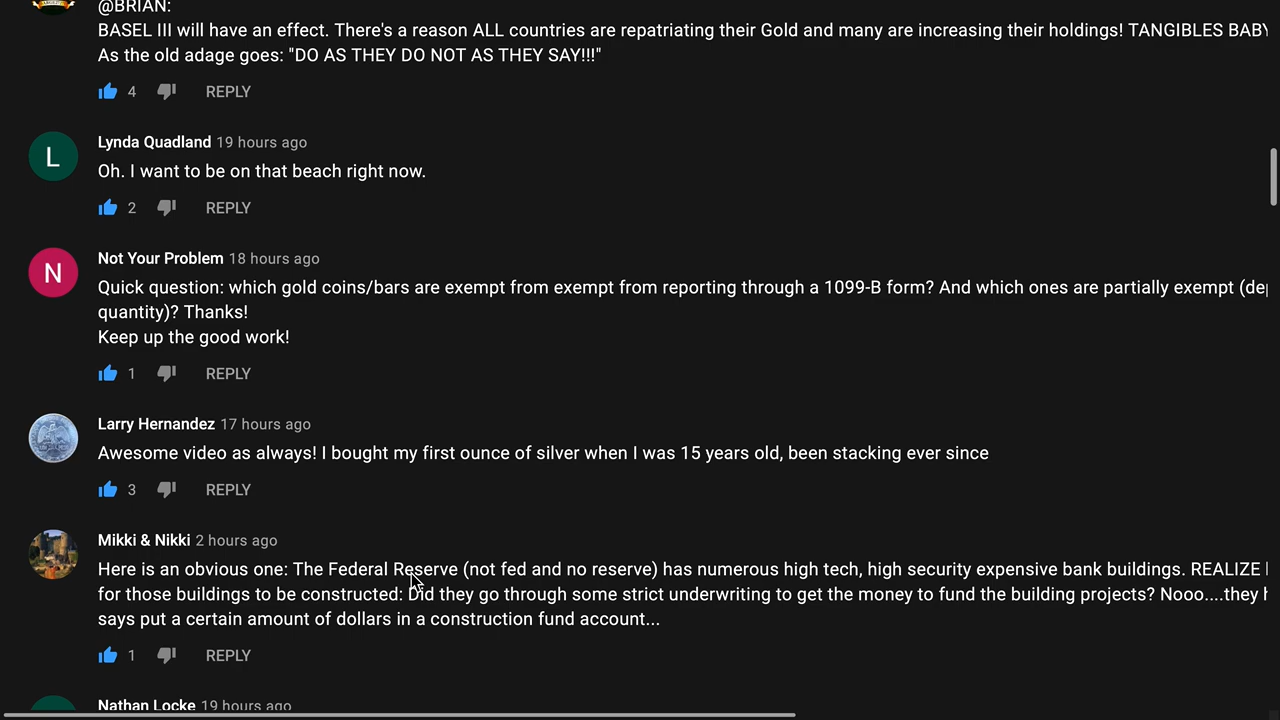 @BRIAN:
BASEL III will have an effect. There's a reason ALL countries are repatriating their Gold and many are increasing their holdings! TANGIBLES BABY
As the old adage goes: "DO AS THEY DO NOT AS THEY SAY!!!"
4 REPLY
L
Lynda Quadland 19 hours ago
Oh. I want to be on that beach right now.
2 REPLY
N
Not Your Problem 18 hours ago
Quick question: which gold coins/bars are exempt from exempt from reporting through a 1099-B form? And which ones are partially exempt (de
quantity)? Thanks!
Keep up the good work!
1 REPLY
Larry Hernandez 17 hours ago
Awesome video as always! I bought my first ounce of silver when I was 15 years old, been stacking ever since
3 REPLY
Mikki & Nikki 2 hours ago
Here is an obvious one: The Federal Reserve (not fed and no reserve) has numerous high tech, high security expensive bank buildings. REALIZE
for those buildings to be constructed: Did they go through some strict underwriting to get the money to fund the building projects? Nooo....they
says put a certain amount of dollars in a construction fund account...
1 REPLY
Nathan Locke 19 hours ago